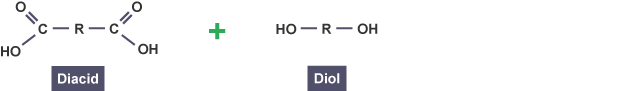 O O
C R C + HO R OH
HO OH
Diacid Diol